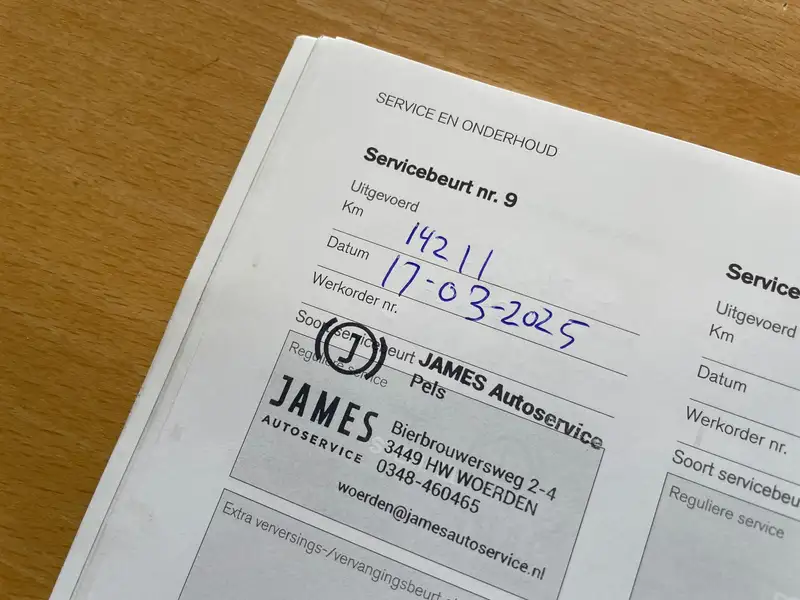 SERVICE EN ONDERHOUD
Servicebeurt nr. 9
Uitgevoerd
Km 14211
Datum 17-03-2025
Werkorder nr.
Soort servicebeurt
Reguliere service
J
JAMES Autoservice
Pels
JAMES
AUTOSERVICE
Bierbrouwersweg 2-4
3449 HW WOERDEN
0348-460465
woerden@jamesautoservice.nl
Extra verversings-/vervangingsbeurt
Service
Uitgevoerd
Km
Datum
Werkorder nr.
Soort servicebeu
Reguliere service